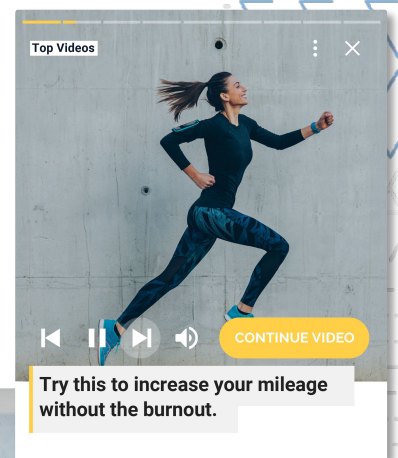 Top Videos
CONTINUE VIDEO
Try this to increase your mileage
without the burnout.